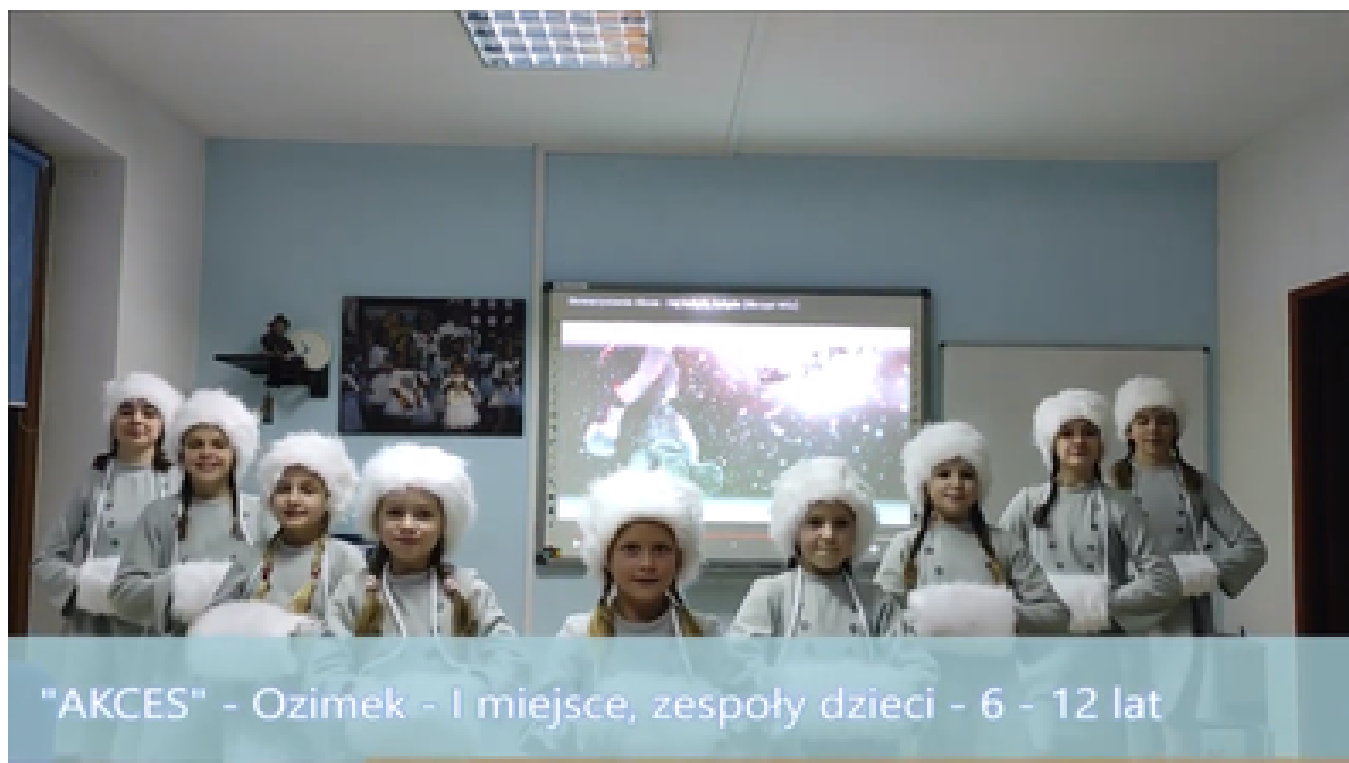 "AKCES" - Ozimek - I miejsce, zespoły dzieci - 6 - 12 lat